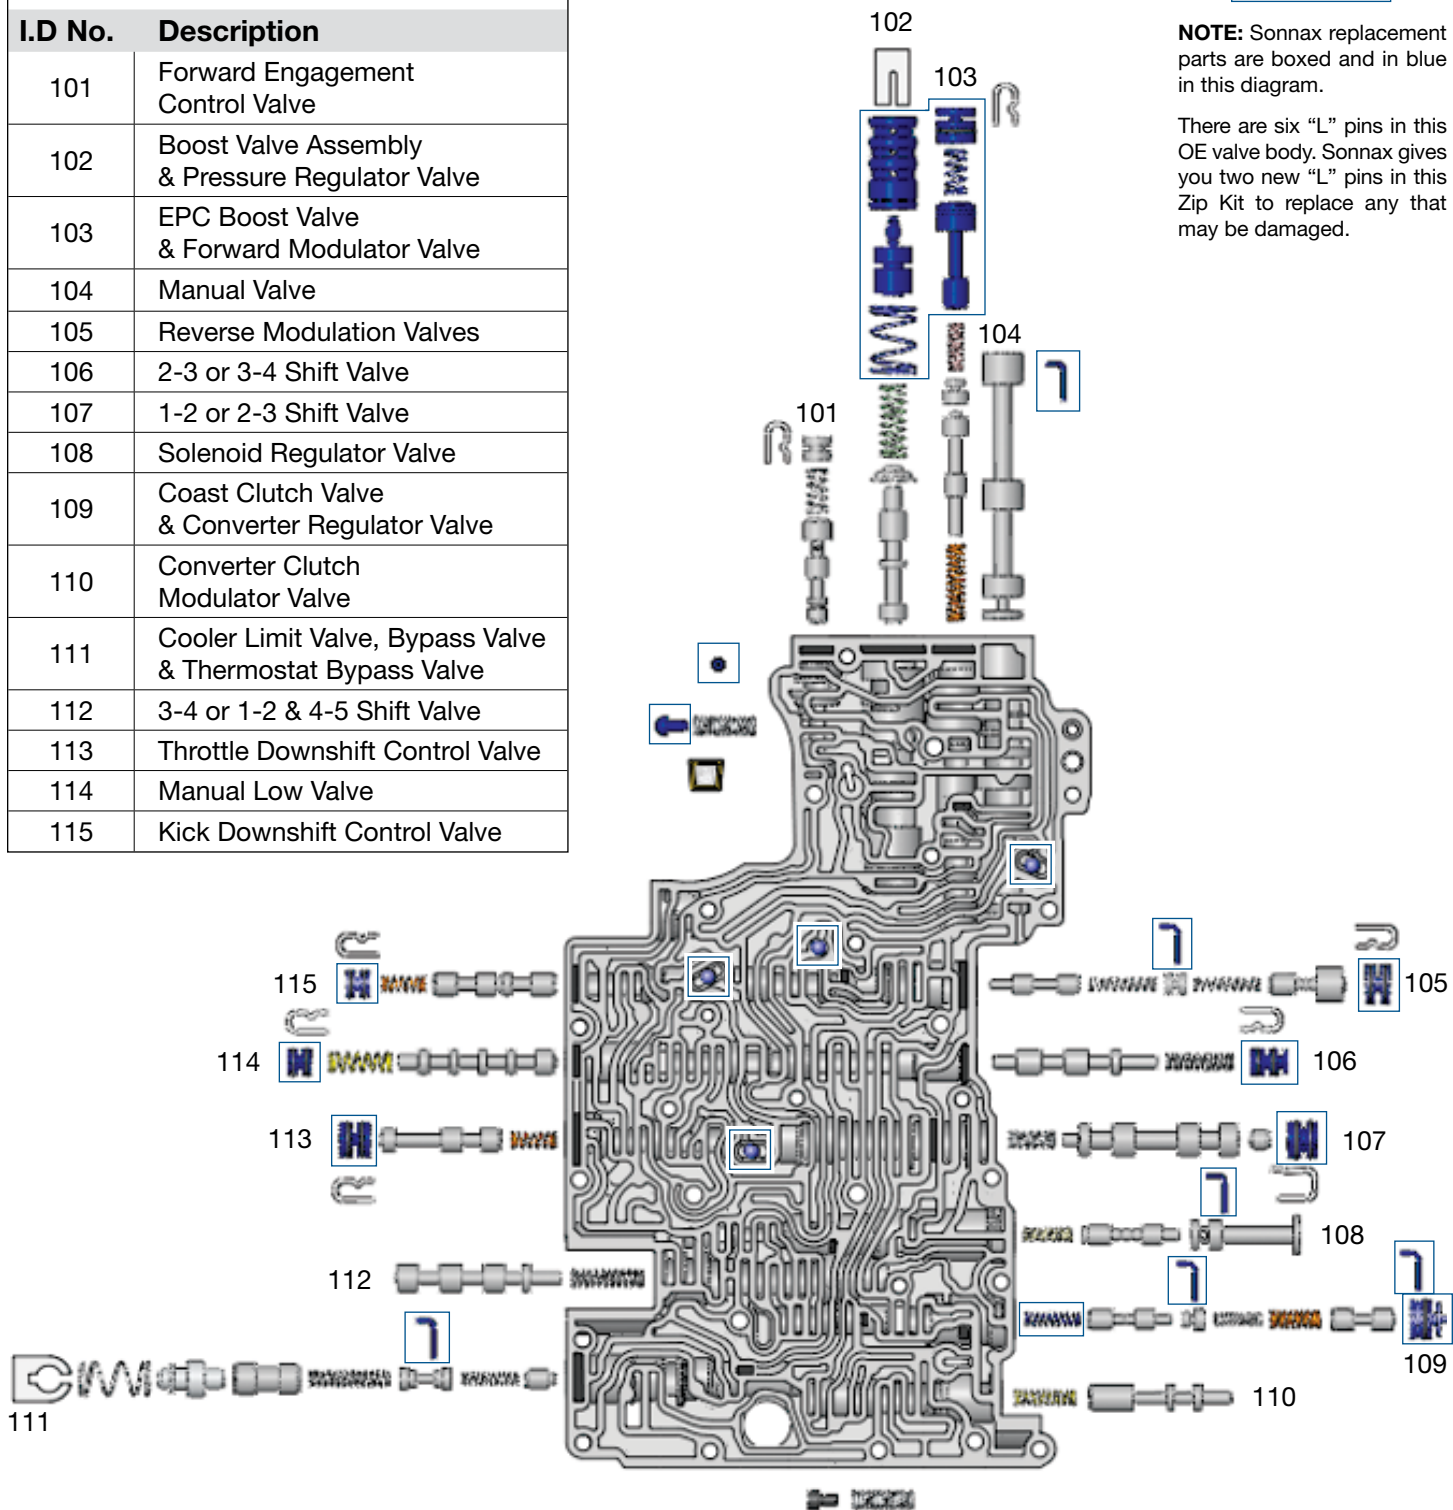 I.D No. Description
101 Forward Engagement
Control Valve
102 Boost Valve Assembly
& Pressure Regulator Valve
103 EPC Boost Valve
& Forward Modulator Valve
104 Manual Valve
105 Reverse Modulation Valves
106 2-3 or 3-4 Shift Valve
107 1-2 or 2-3 Shift Valve
108 Solenoid Regulator Valve
109 Coast Clutch Valve
& Converter Regulator Valve
110 Converter Clutch
Modulator Valve
111 Cooler Limit Valve, Bypass Valve
& Thermostat Bypass Valve
112 3-4 or 1-2 & 4-5 Shift Valve
113 Throttle Downshift Control Valve
114 Manual Low Valve
115 Kick Downshift Control Valve
NOTE: Sonnax replacement
parts are boxed and in blue
in this diagram.
There are six “L” pins in this
OE valve body. Sonnax gives
you two new “L” pins in this
Zip Kit to replace any that
may be damaged.
102
103
104
101
115
105
114
106
113
107
108
112
109
110
111